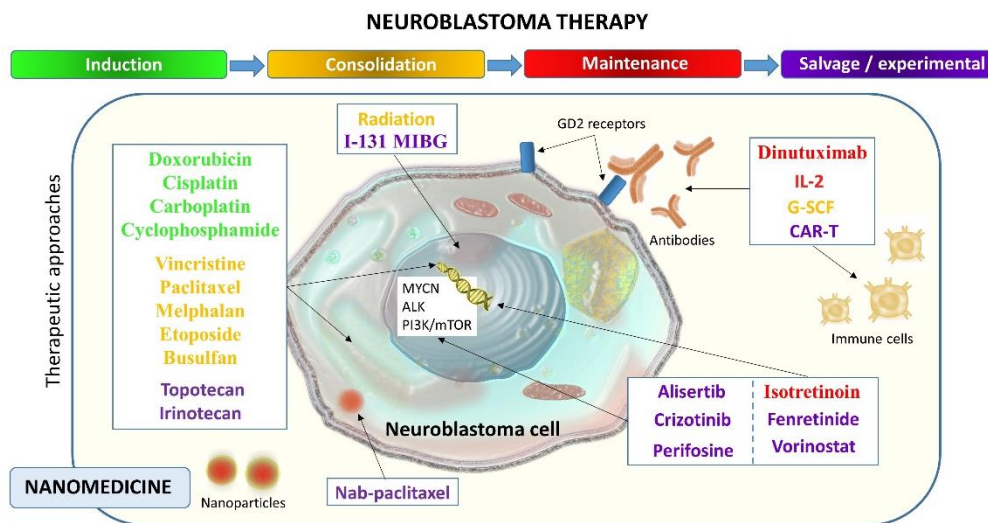 NEUROBLASTOMA THERAPY
Induction
Consolidation
Maintenance
Salvage / experimental
Therapeutic approaches
Doxorubicin
Cisplatin
Carboplatin
Cyclophosphamide
Vincristine
Paclitaxel
Melphalan
Etoposide
Busulfan
Topotecan
Irinotecan
Radiation
I-131 MIBG
GD2 receptors
Antibodies
Dinutuximab
IL-2
G-SCF
CAR-T
Immune cells
MYCN
ALK
PI3K/mTOR
Neuroblastoma cell
Alisertib
Crizotinib
Perifosine
Isotretinoin
Fenretinide
Vorinostat
Nab-paclitaxel
NANOMEDICINE
Nanoparticles